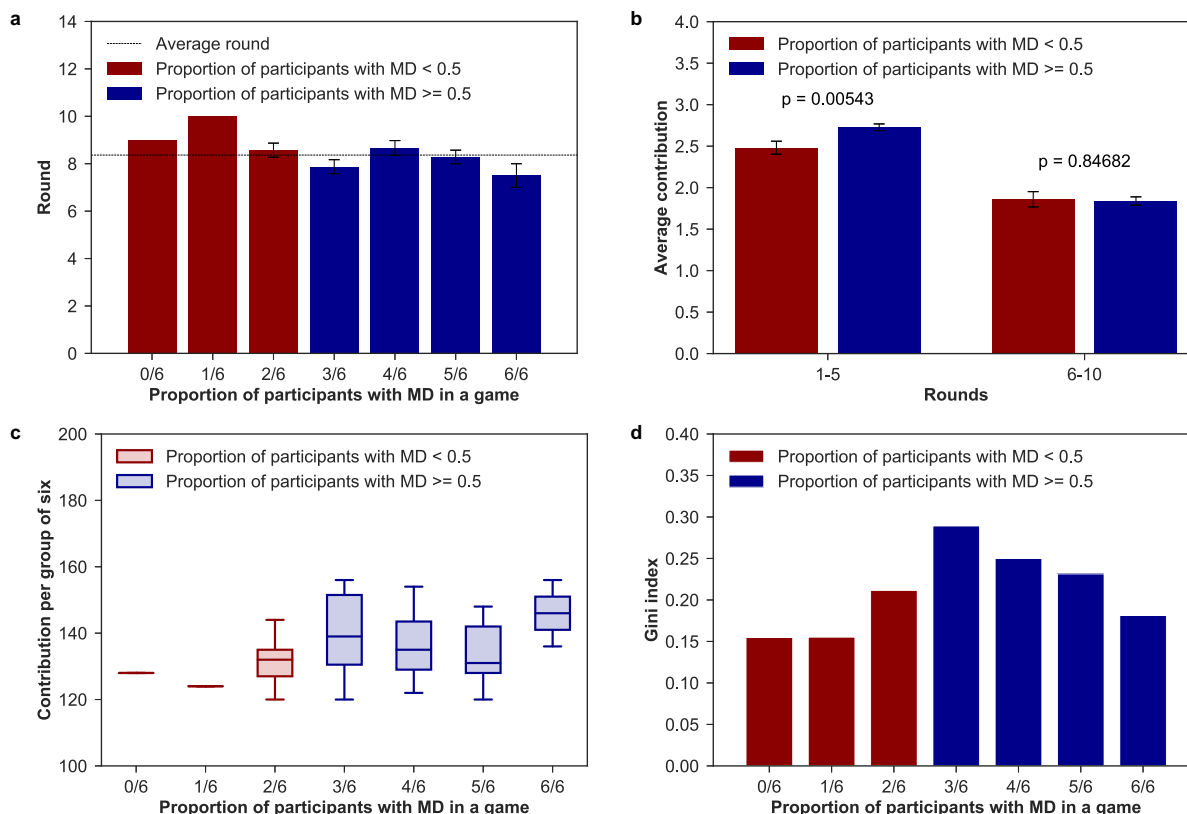 a
14
12
10
8
6
4
2
0
Round
Average round
Proportion of participants with MD < 0.5
Proportion of participants with MD >= 0.5
0/6 1/6 2/6 3/6 4/6 5/6 6/6
Proportion of participants with MD in a game
b
4.0
3.5
3.0
2.5
2.0
1.5
1.0
0.5
0.0
Average contribution
Proportion of participants with MD < 0.5
Proportion of participants with MD >= 0.5
p = 0.00543
p = 0.84682
1-5 6-10
Rounds
c
200
180
160
140
120
100
Contribution per group of six
Proportion of participants with MD < 0.5
Proportion of participants with MD >= 0.5
0/6 1/6 2/6 3/6 4/6 5/6 6/6
Proportion of participants with MD in a game
d
0.40
0.35
0.30
0.25
0.20
0.15
0.10
0.05
0.00
Gini index
Proportion of participants with MD < 0.5
Proportion of participants with MD >= 0.5
0/6 1/6 2/6 3/6 4/6 5/6 6/6
Proportion of participants with MD in a game